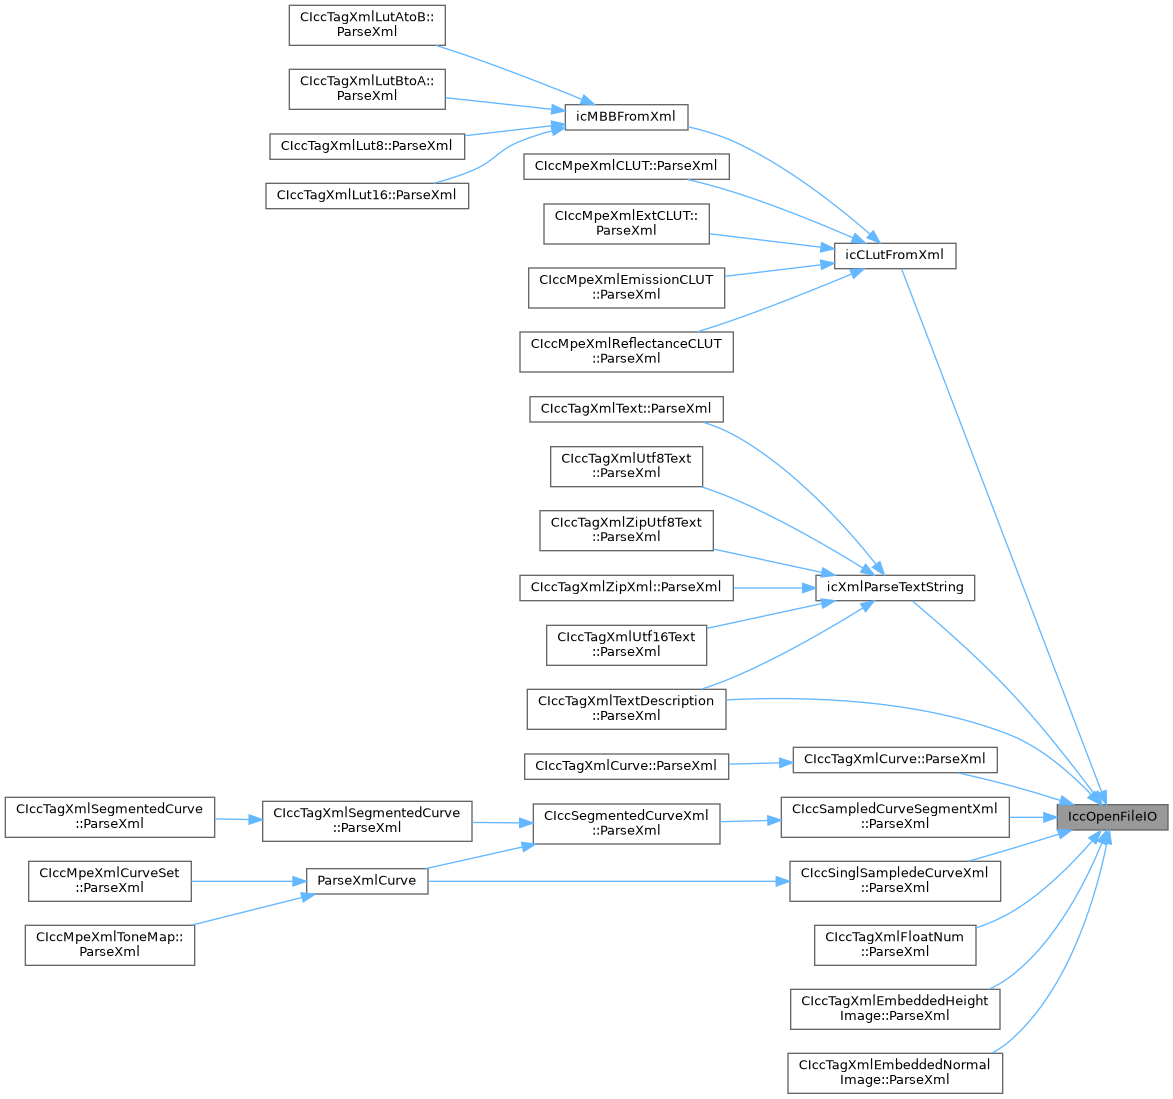 CIccTagXmlLutAtoB::
ParseXml
CIccTagXmlLutBtoA::
ParseXml
icMBBFromXml
CIccTagXmlLut8::ParseXml
CIccMpeXmlCLUT::ParseXml
CIccTagXmlLut16::ParseXml
CIccMpeXmlExtCLUT::
ParseXml
icCLutFromXml
CIccMpeXmlEmissionCLUT
::ParseXml
CIccMpeXmlReflectanceCLUT
::ParseXml
CIccTagXmlText::ParseXml
CIccTagXmlUtf8Text
::ParseXml
CIccTagXmlZipUtf8Text
::ParseXml
CIccTagXmlZipXml::ParseXml
icXmlParseTextString
CIccTagXmlUtf16Text
::ParseXml
CIccTagXmlTextDescription
::ParseXml
CIccTagXmlCurve::ParseXml
CIccTagXmlCurve::ParseXml
CIccTagXmlSegmentedCurve
::ParseXml
CIccTagXmlSegmentedCurve
::ParseXml
CIccSegmentedCurveXml
::ParseXml
CIccSampledCurveSegmentXml
::ParseXml
IccOpenFileIO
CIccMpeXmlCurveSet
::ParseXml
ParseXmlCurve
CIccSinglSampledeCurveXml
::ParseXml
CIccMpeXmlToneMap::
ParseXml
CIccTagXmlFloatNum
::ParseXml
CIccTagXmlEmbeddedHeight
Image::ParseXml
CIccTagXmlEmbeddedNormal
Image::ParseXml